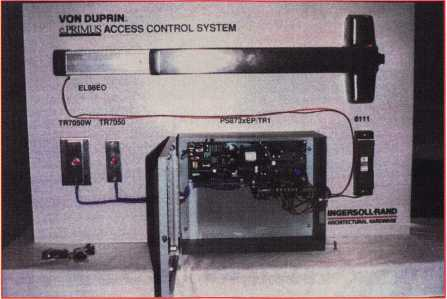 VON DUPRIN.
ePRIMUS ACCESS CONTROL SYSTEM
EL98EO
TR7050W TR7050 PS873xEP/TR1 6111
INGERSOLL-RAND
ARCHITECTURAL HARDWARE